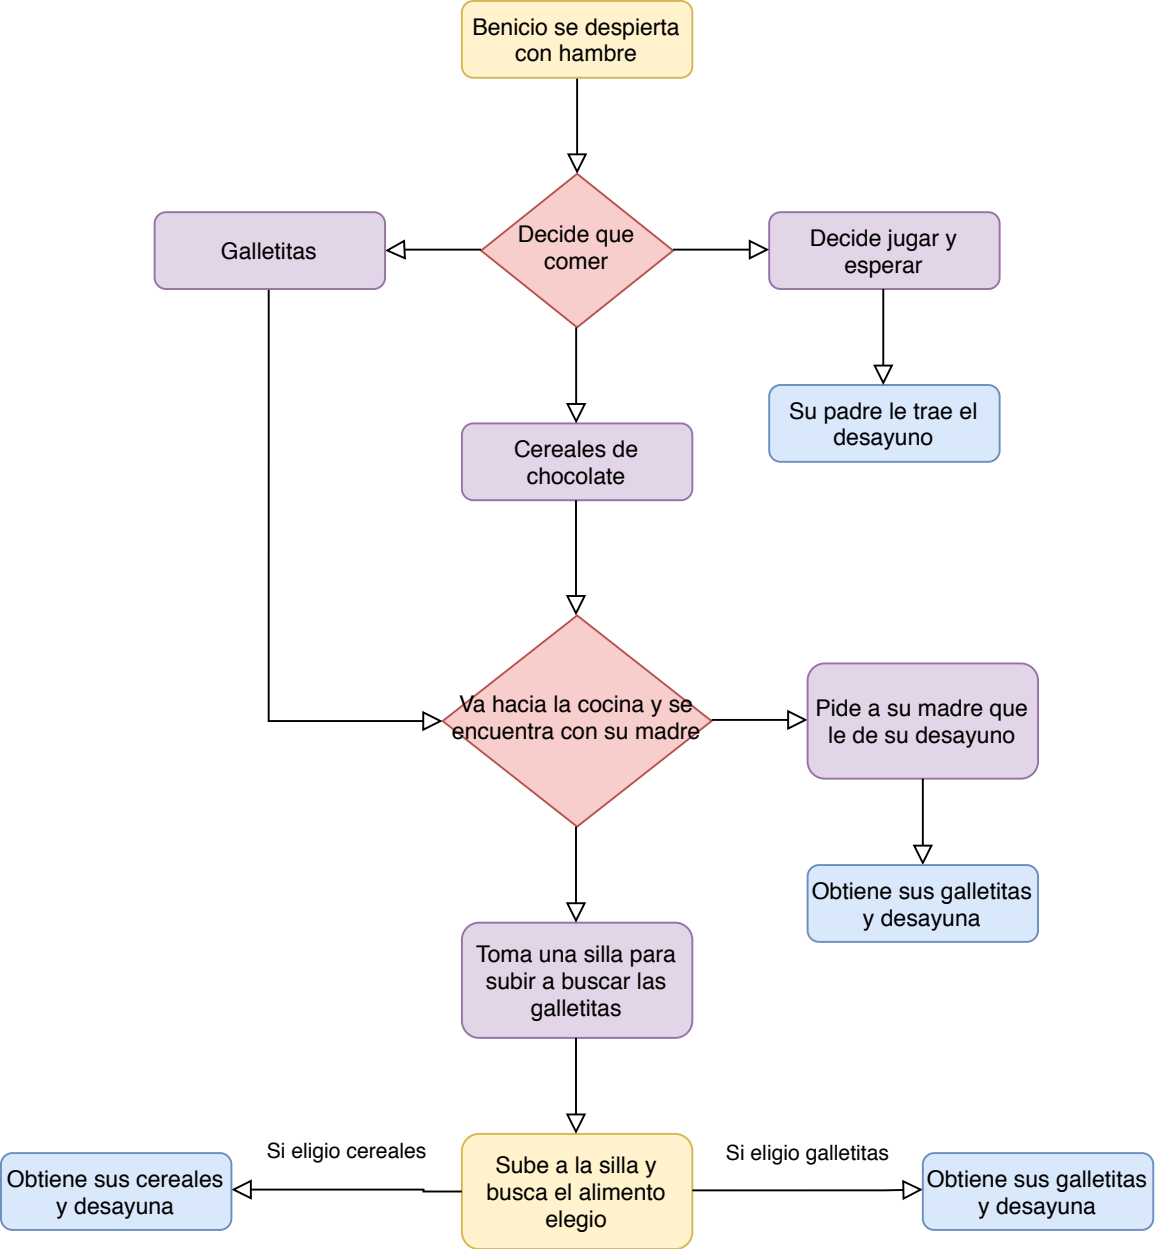 Benicio se despierta
con hambre
Decide que
comer
Galletitas
Decide jugar y
esperar
Su padre le trae el
desayuno
Cereales de
chocolate
Va hacia la cocina y se
encuentra con su madre
Pide a su madre que
le de su desayuno
Obtiene sus galletitas
y desayuna
Toma una silla para
subir a buscar las
galletitas
Si eligio cereales
Si eligio galletitas
Obtiene sus cereales
y desayuna
Sube a la silla y
busca el alimento
elegio
Obtiene sus galletitas
y desayuna